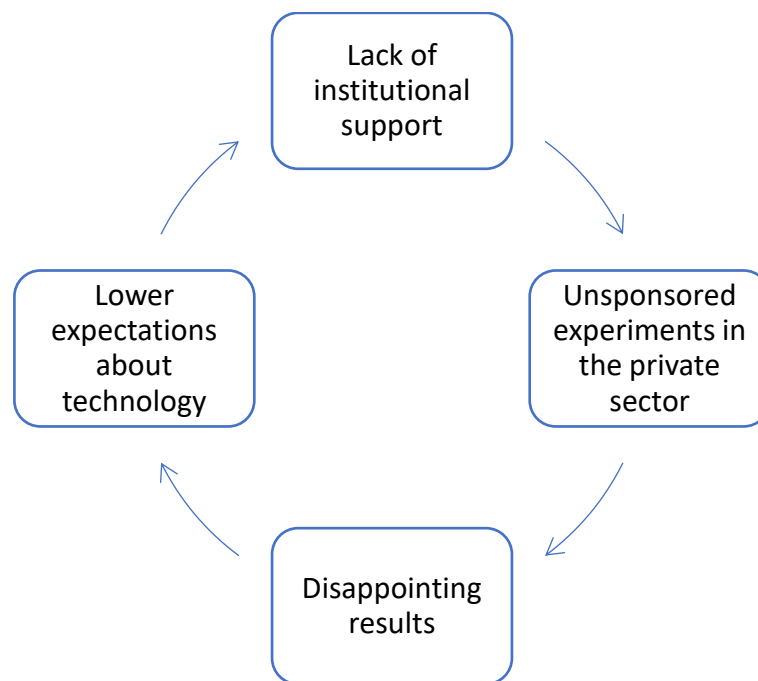 Lack of
institutional
support
Unsponsored
experiments in
the private
sector
Disappointing
results
Lower
expectations
about
technology